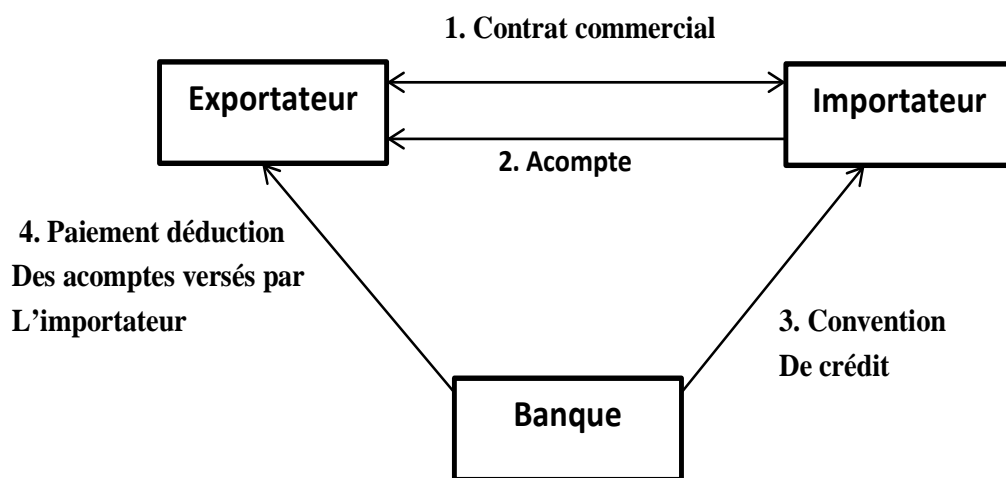 1. Contrat commercial
Exportateur
Importateur
2. Acompte
4. Paiement déduction
Des acomptes versés par
L’importateur
3. Convention
De crédit
Banque